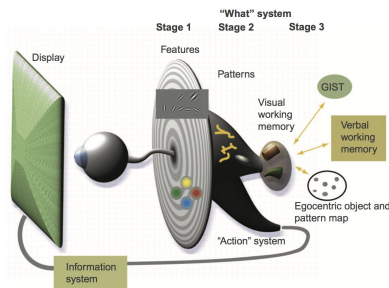 "What" system
Stage 1 Stage 2 Stage 3
Display
Features
Patterns
Visual
working
memory
GIST
Verbal
working
memory
Egocentric object and
pattern map
"Action" system
Information
system